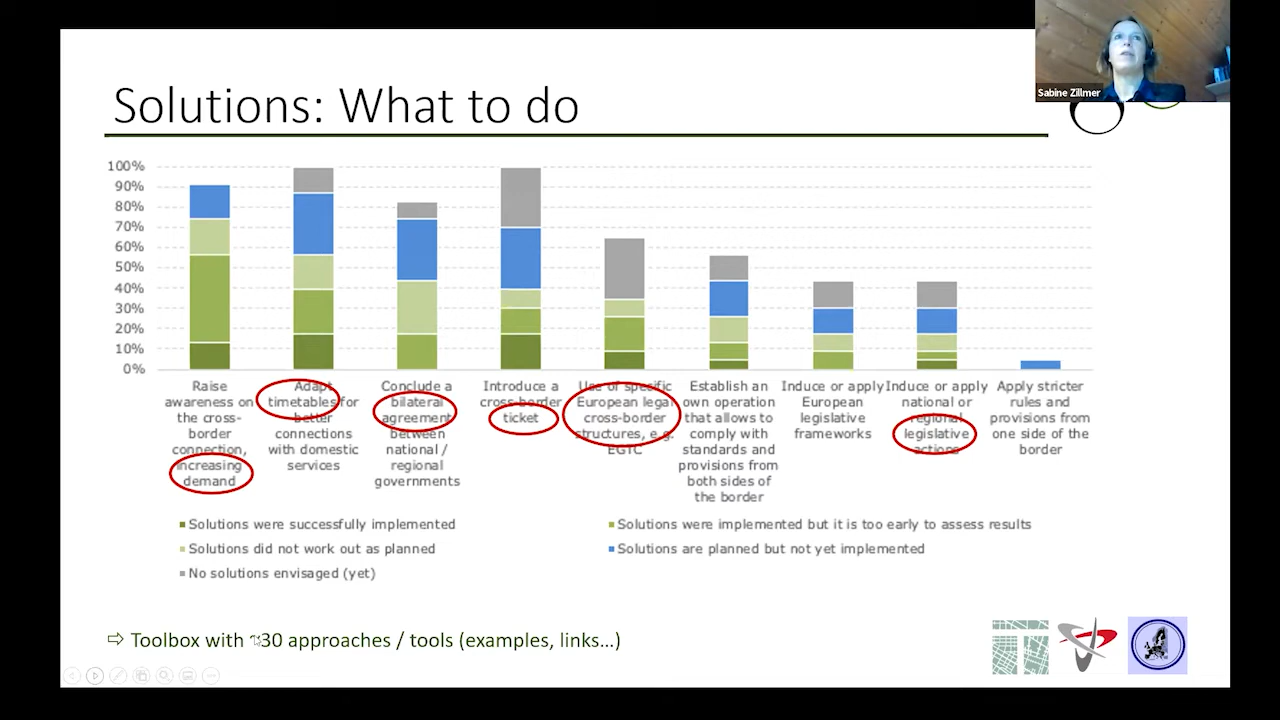 Sabine Zillmer
Solutions: What to do
100%
90%
80%
70%
60%
50%
40%
30%
20%
10%
0%
Raise
awareness on
the cross-
border
connection,
increasing
demand
Adapt
timetables for
better
connections
with domestic
services
Conclude a
bilateral
agreement
between
national /
regional
governments
Introduce a
cross-border
ticket
Use of specific
European legal
cross-border
structures, e.g.
EGTC
Establish an
own operation
that allows to
comply with
standards and
provisions from
both sides of
the border
Induce or apply
European
legislative
frameworks
Induce or apply
national or
regional
legislative
actions
Apply stricter
rules and
provisions from
one side of the
border
Solutions were successfully implemented
Solutions were implemented but it is too early to assess results
Solutions did not work out as planned
Solutions are planned but not yet implemented
No solutions envisaged (yet)
⇨ Toolbox with ~30 approaches / tools (examples, links...)